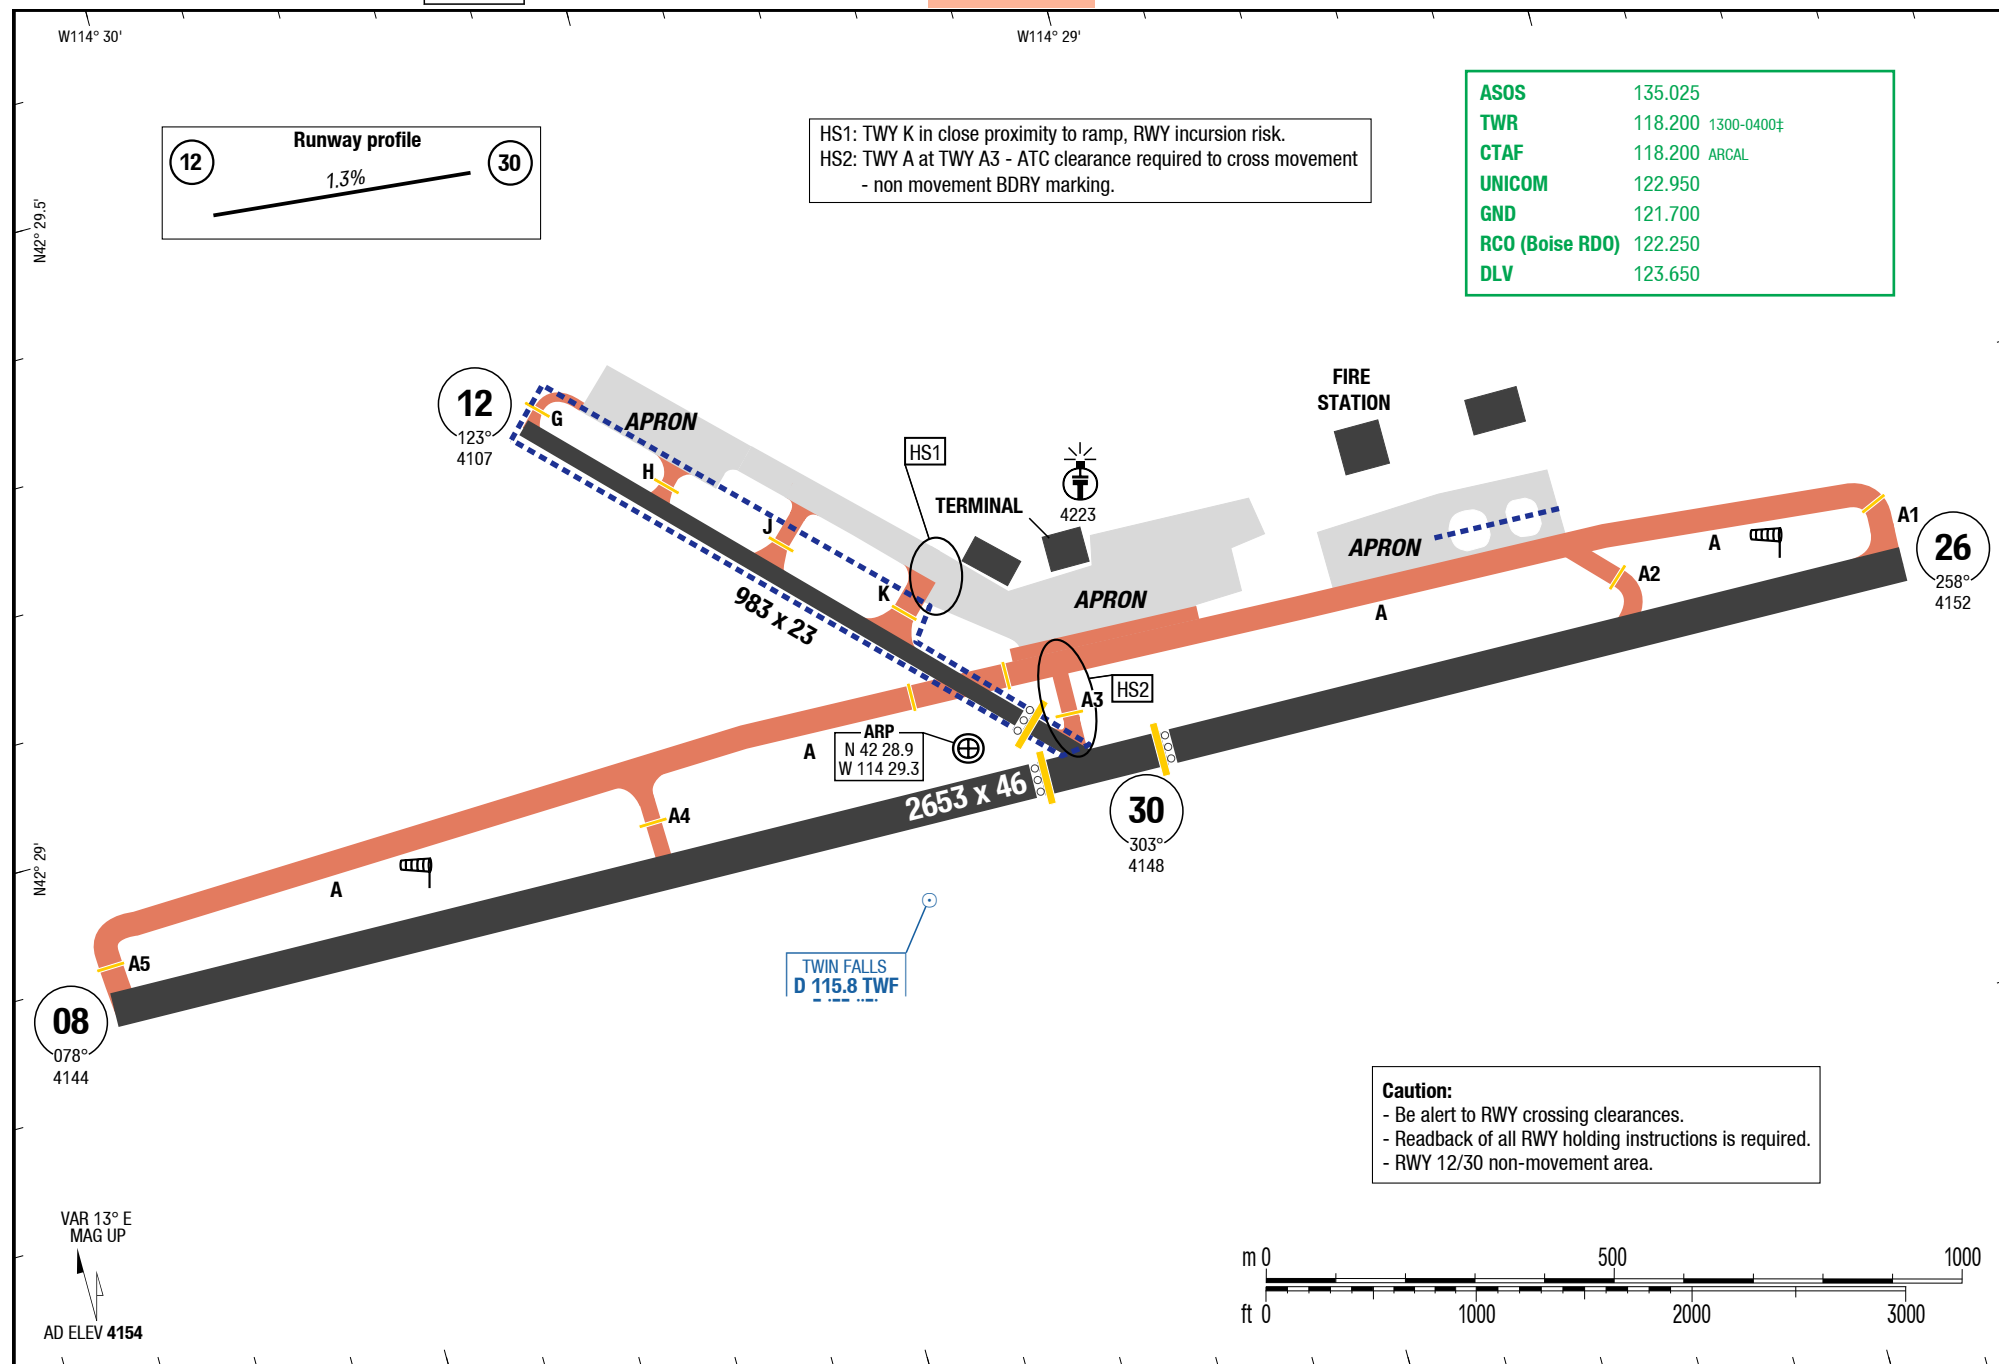 W114° 30'
W114° 29'
N42° 29.5'
N42° 29'
Runway profile
12
30
1.3%
HS1: TWY K in close proximity to ramp, RWY incursion risk.
HS2: TWY A at TWY A3 - ATC clearance required to cross movement
- non movement BDRY marking.
ASOS 135.025
TWR 118.200 1300-0400‡
CTAF 118.200 ARCAL
UNICOM 122.950
GND 121.700
RCO (Boise RDO) 122.250
DLV 123.650
12
123°
4107
G
APRON
H
J
K
HS1
TERMINAL
4223
FIRE
STATION
APRON
APRON
A
A1
A2
26
258°
4152
A
983 x 23
HS2
A3
ARP
N 42 28.9
W 114 29.3
A
2653 x 46
30
303°
4148
A4
A
A5
08
078°
4144
TWIN FALLS
D 115.8 TWF
Caution:
- Be alert to RWY crossing clearances.
- Readback of all RWY holding instructions is required.
- RWY 12/30 non-movement area.
VAR 13° E
MAG UP
AD ELEV 4154
m 0 500 1000
ft 0 1000 2000 3000